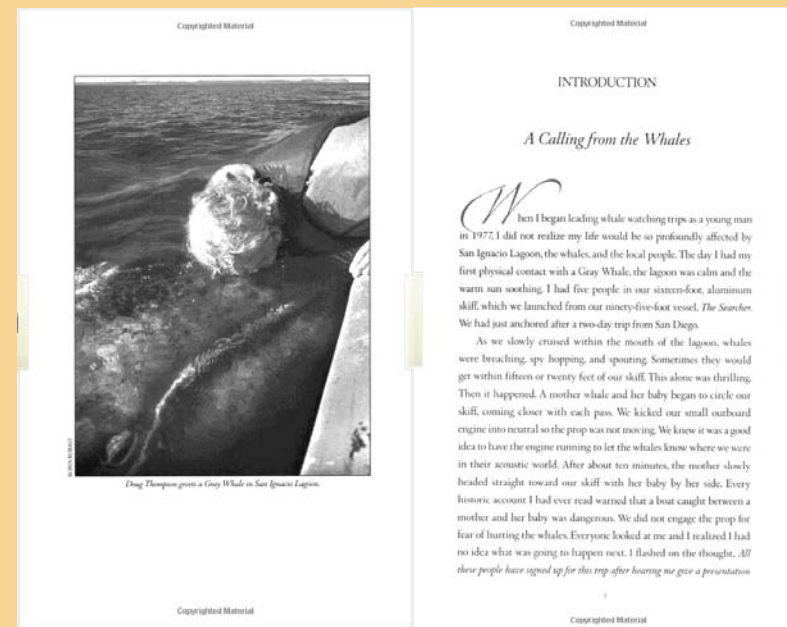 Copyrighted Material
Doug Thompson greets a Gray Whale in San Ignacio Lagoon.
Copyrighted Material
Copyrighted Material
INTRODUCTION
A Calling from the Whales
When I began leading whale watching trips as a young man
in 1977, I did not realize my life would be so profoundly affected by
San Ignacio Lagoon, the whales, and the local people. The day I had my
first physical contact with a Gray Whale, the lagoon was calm and the
warm sun soothing. I had five people in our sixteen-foot, aluminum
skiff, which we launched from our ninety-five-foot vessel, The Searcher.
We had just anchored after a two-day trip from San Diego.
As we slowly cruised within the mouth of the lagoon, whales
were breaching, spy hopping, and spouting. Sometimes they would
get within fifteen or twenty feet of our skiff. This alone was thrilling.
Then it happened. A mother whale and her baby began to circle our
skiff, coming closer with each pass. We kicked our small outboard
engine into neutral so the prop was not moving. We knew it was a good
idea to have the engine running to let the whales know where we were
in their acoustic world. After about ten minutes, the mother slowly
headed straight toward our skiff with her baby by her side. Every
historic account I had ever read warned that a boat caught between a
mother and her baby was dangerous. We did not engage the prop for
fear of hurting the whales. Everyone looked at me and I realized I had
no idea what was going to happen next. I flashed on the thought, All
these people have signed up for this trip after hearing me give a presentation
Copyrighted Material